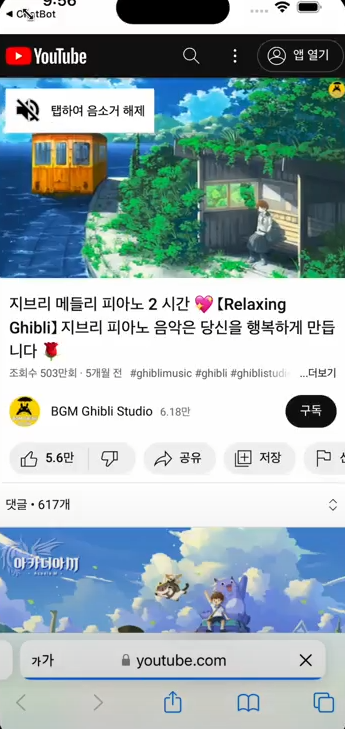 9:56
◀ ChatBot
YouTube
앱 열기
탭하여 음소거 해제
지브리 메들리 피아노 2 시간 💖【Relaxing
Ghibli】지브리 피아노 음악은 당신을 행복하게 만듭
니다 🌹
조회수 503만회 · 5개월 전 #ghiblimusic #ghibli #ghiblistudio ...더보기
BGM Ghibli Studio 6.18만
구독
5.6만
공유
저장
댓글 • 617개
아카디아M
가가
youtube.com